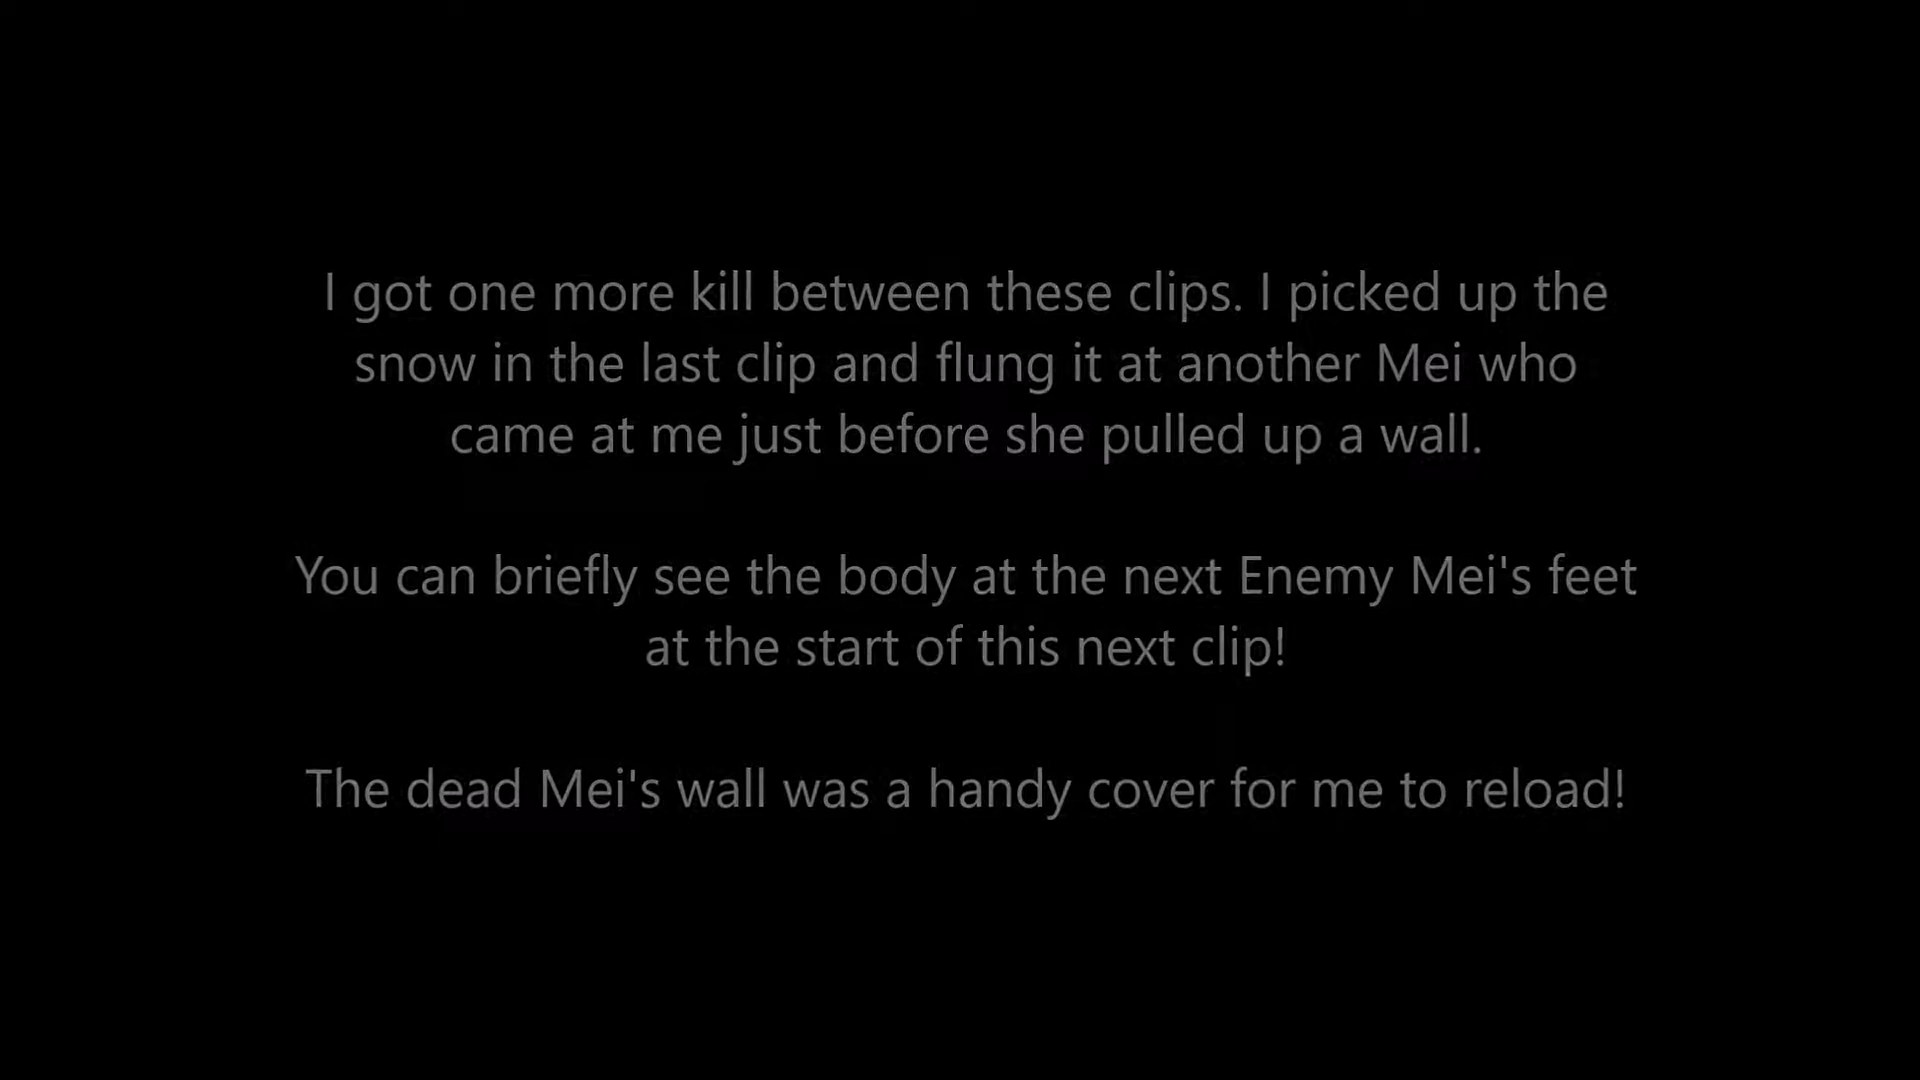 I got one more kill between these clips. I picked up the
snow in the last clip and flung it at another Mei who
came at me just before she pulled up a wall.
You can briefly see the body at the next Enemy Mei's feet
at the start of this next clip!
The dead Mei's wall was a handy cover for me to reload!